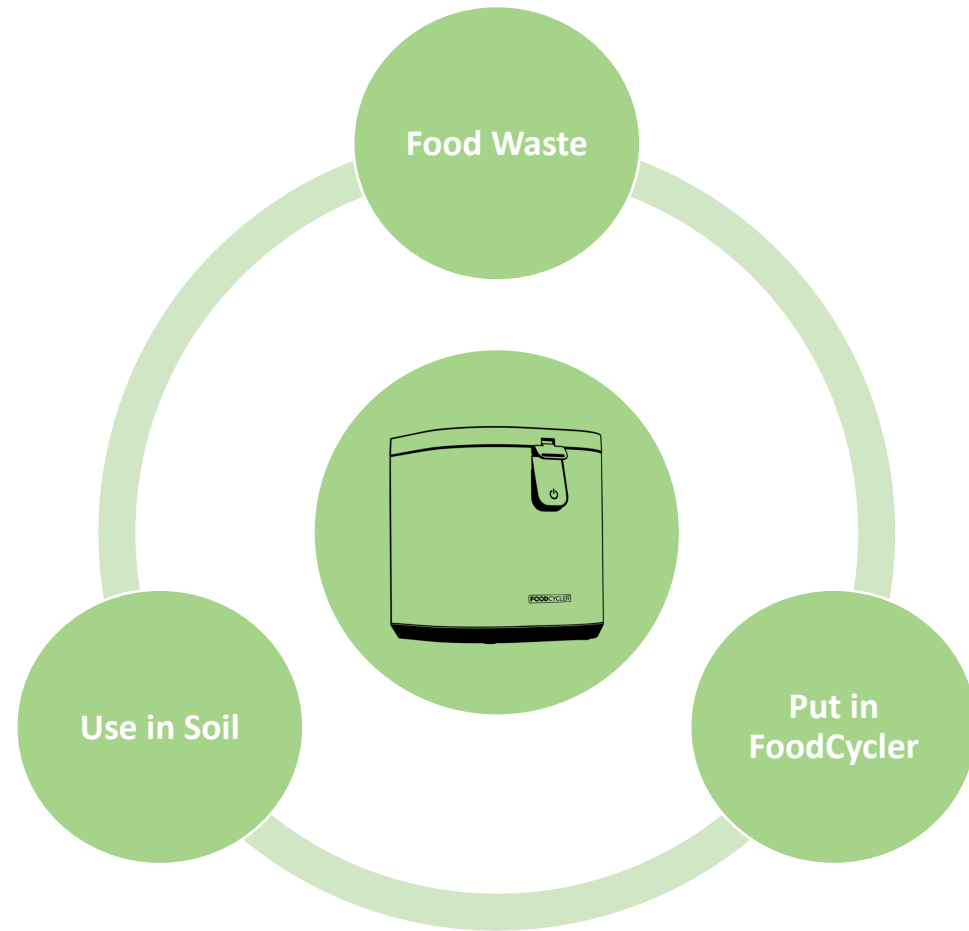 Food Waste
FOODCYCLER
Use in Soil
Put in
FoodCycler